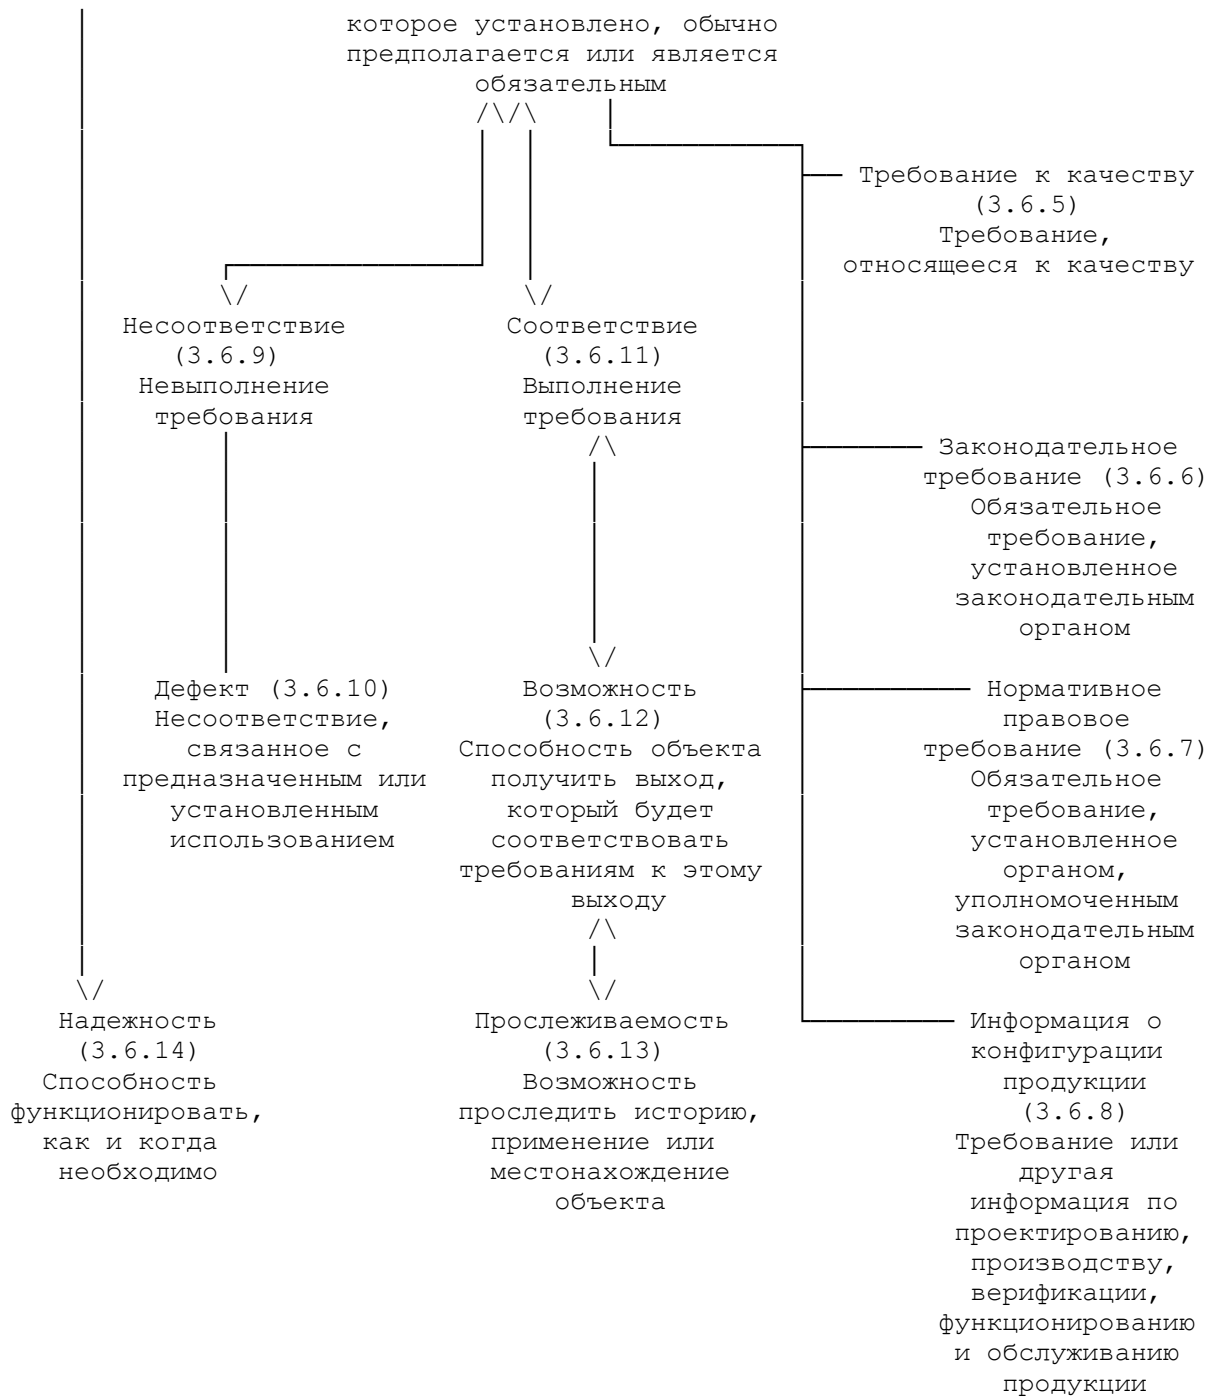 которое установлено, обычно
предполагается или является
обязательным
Требование к качеству
(3.6.5)
Требование,
относящееся к качеству
Несоответствие
(3.6.9)
Невыполнение
требования
Соответствие
(3.6.11)
Выполнение
требования
Законодательное
требование (3.6.6)
Обязательное
требование,
установленное
законодательным
органом
Дефект (3.6.10)
Несоответствие,
связанное с
предназначенным или
установленным
использованием
Возможность
(3.6.12)
Способность объекта
получить выход,
который будет
соответствовать
требованиям к этому
выходу
Нормативное
правовое
требование (3.6.7)
Обязательное
требование,
установленное
органом,
уполномоченным
законодательным
органом
Надежность
(3.6.14)
Способность
функционировать,
как и когда
необходимо
Прослеживаемость
(3.6.13)
Возможность
проследить историю,
применение или
местонахождение
объекта
Информация о
конфигурации
продукции
(3.6.8)
Требование или
другая
информация по
проектированию,
производству,
верификации,
функционированию
и обслуживанию
продукции